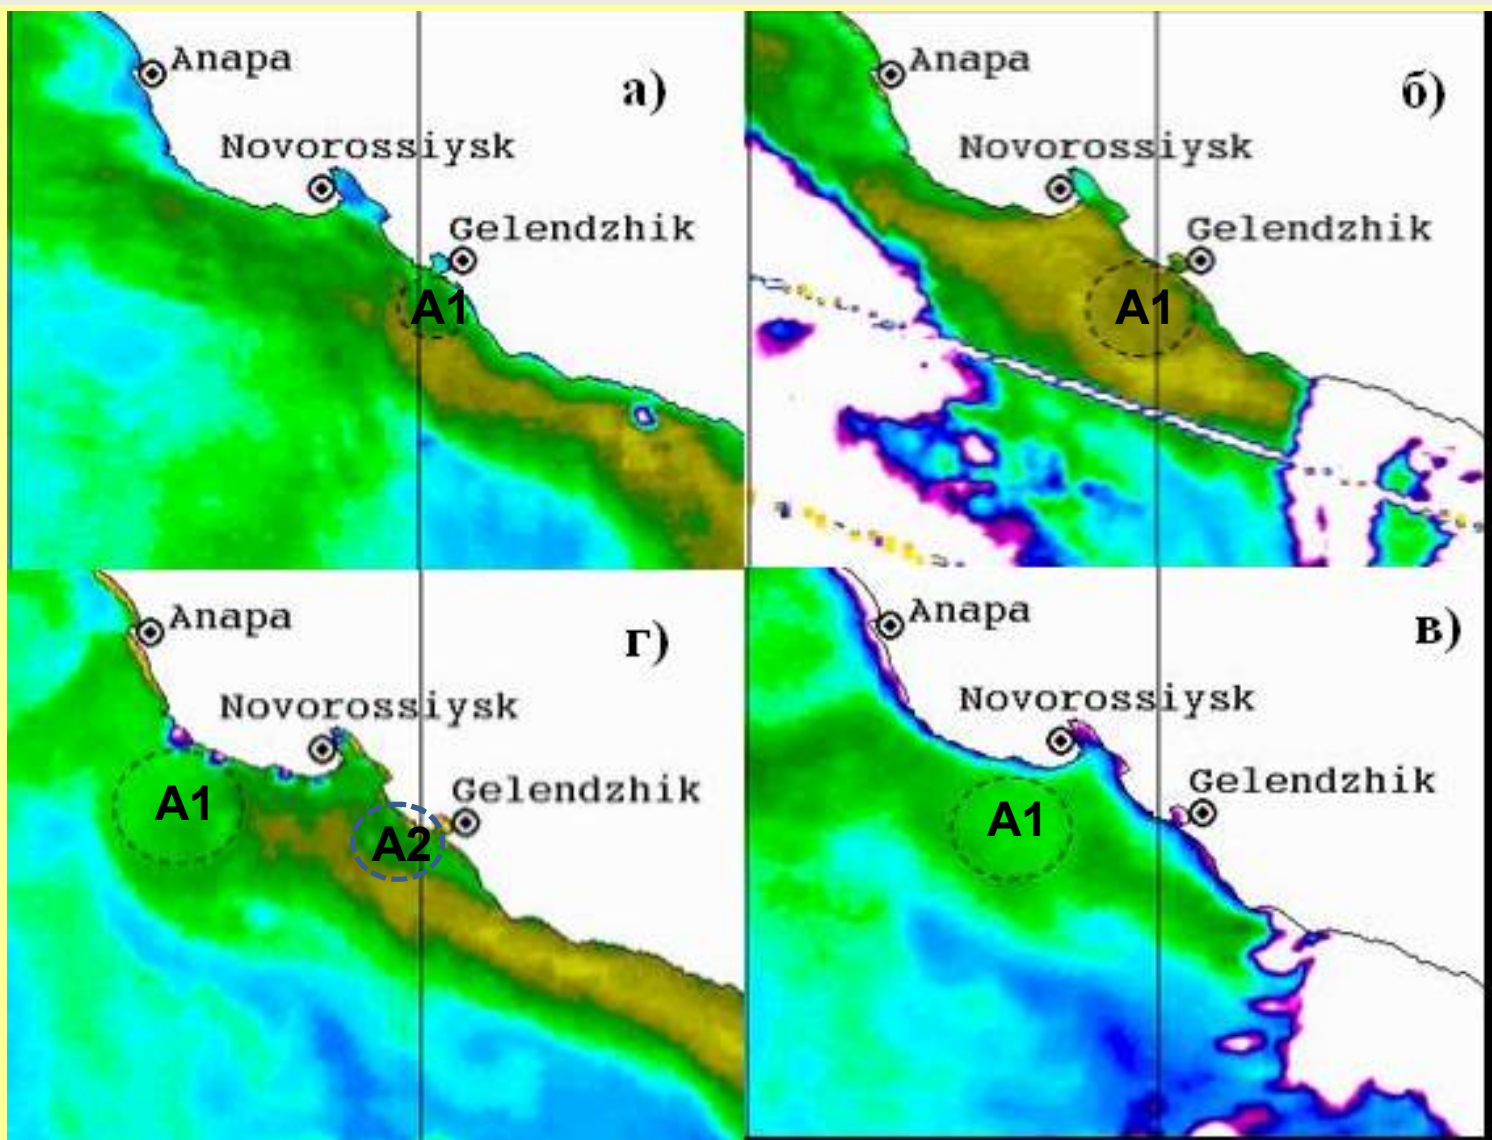 Anapa
а)
Novorossiysk
Gelendzhik
A1
Anapa
б)
Novorossiysk
Gelendzhik
A1
Anapa
г)
Novorossiysk
Gelendzhik
A1
A2
Anapa
в)
Novorossiysk
Gelendzhik
A1